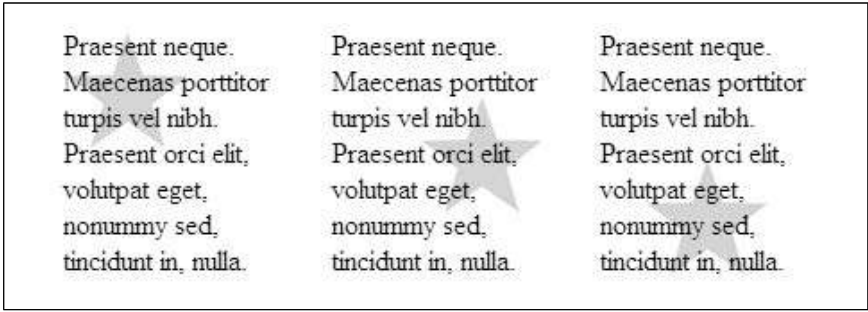 Praesent neque.
Maecenas porttitor
turpis vel nibh.
Praesent orci elit,
volutpat eget,
nonummy sed,
tincidunt in, nulla.
Praesent neque.
Maecenas porttitor
turpis vel nibh.
Praesent orci elit,
volutpat eget,
nonummy sed,
tincidunt in, nulla.
Praesent neque.
Maecenas porttitor
turpis vel nibh.
Praesent orci elit,
volutpat eget,
nonummy sed,
tincidunt in, nulla.